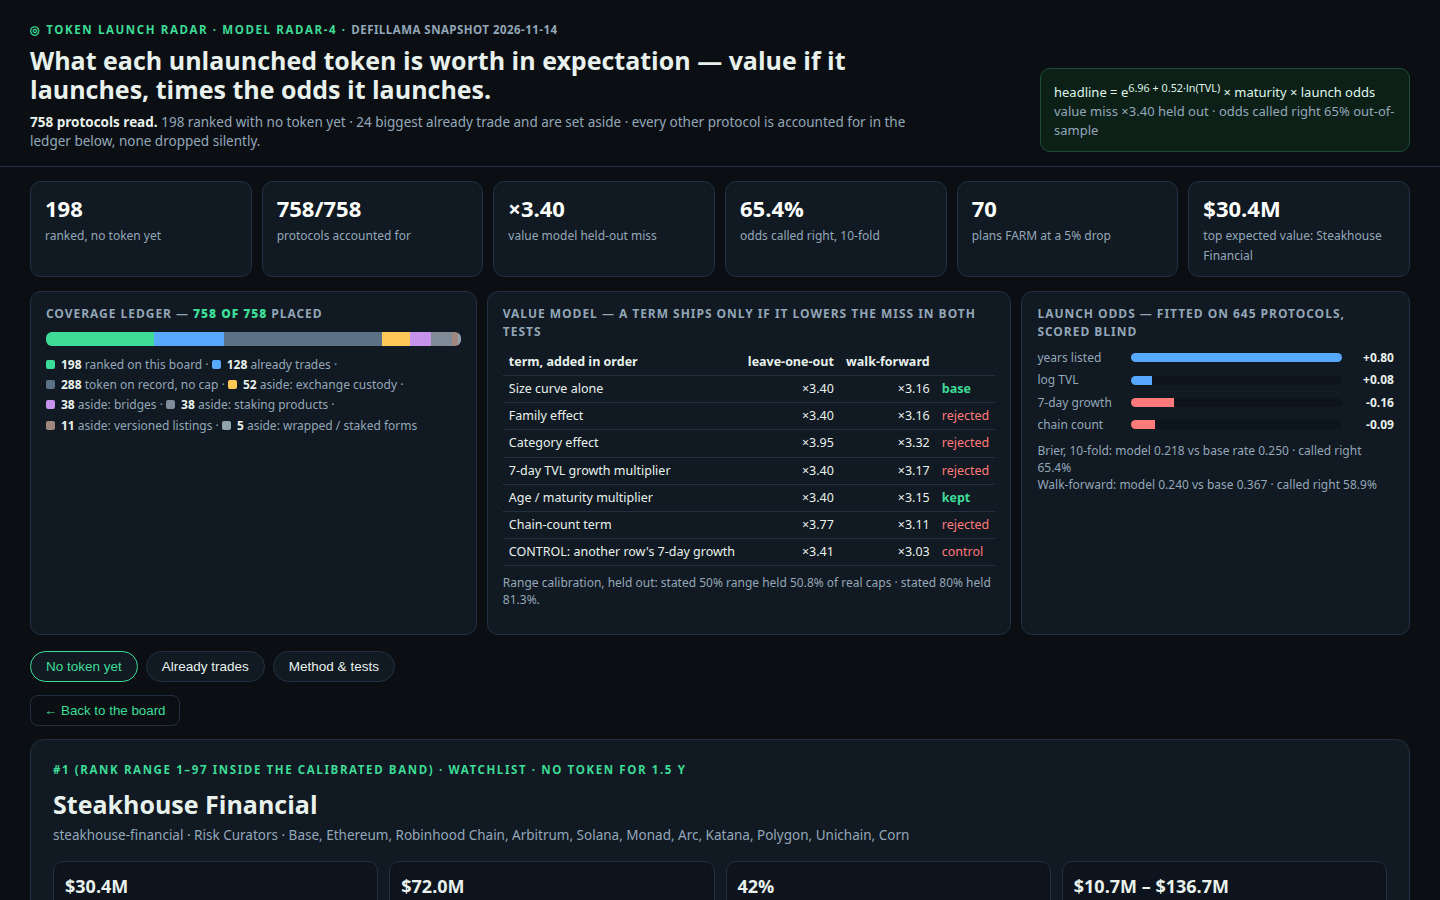 ◎ TOKEN LAUNCH RADAR · MODEL RADAR-4 · DEFILLAMA SNAPSHOT 2026-11-14
What each unlaunched token is worth in expectation — value if it
launches, times the odds it launches.
758 protocols read. 198 ranked with no token yet · 24 biggest already trade and are set aside · every other protocol is accounted for in the
ledger below, none dropped silently.
headline = e^6.96 + 0.52·ln(TVL) × maturity × launch odds
value miss ×3.40 held out · odds called right 65% out-of-
sample
198
ranked, no token yet
758/758
protocols accounted for
×3.40
value model held-out miss
65.4%
odds called right, 10-fold
70
plans FARM at a 5% drop
$30.4M
top expected value: Steakhouse
Financial
COVERAGE LEDGER — 758 OF 758 PLACED
198 ranked on this board · 128 already trades ·
288 token on record, no cap · 52 aside: exchange custody ·
38 aside: bridges · 38 aside: staking products ·
11 aside: versioned listings · 5 aside: wrapped / staked forms
VALUE MODEL — A TERM SHIPS ONLY IF IT LOWERS THE MISS IN BOTH
TESTS
term, added in order leave-one-out walk-forward
Size curve alone ×3.40 ×3.16 base
Family effect ×3.40 ×3.16 rejected
Category effect ×3.95 ×3.32 rejected
7-day TVL growth multiplier ×3.40 ×3.17 rejected
Age / maturity multiplier ×3.40 ×3.15 kept
Chain-count term ×3.77 ×3.11 rejected
CONTROL: another row's 7-day growth ×3.41 ×3.03 control
Range calibration, held out: stated 50% range held 50.8% of real caps · stated 80% held
81.3%.
LAUNCH ODDS — FITTED ON 645 PROTOCOLS,
SCORED BLIND
years listed +0.80
log TVL +0.08
7-day growth -0.16
chain count -0.09
Brier, 10-fold: model 0.218 vs base rate 0.250 · called right
65.4%
Walk-forward: model 0.240 vs base 0.367 · called right 58.9%
No token yet
Already trades
Method & tests
← Back to the board
#1 (RANK RANGE 1–97 INSIDE THE CALIBRATED BAND) · WATCHLIST · NO TOKEN FOR 1.5 Y
Steakhouse Financial
steakhouse-financial · Risk Curators · Base, Ethereum, Robinhood Chain, Arbitrum, Solana, Monad, Arc, Katana, Polygon, Unichain, Corn
$30.4M
$72.0M
42%
$10.7M – $136.7M